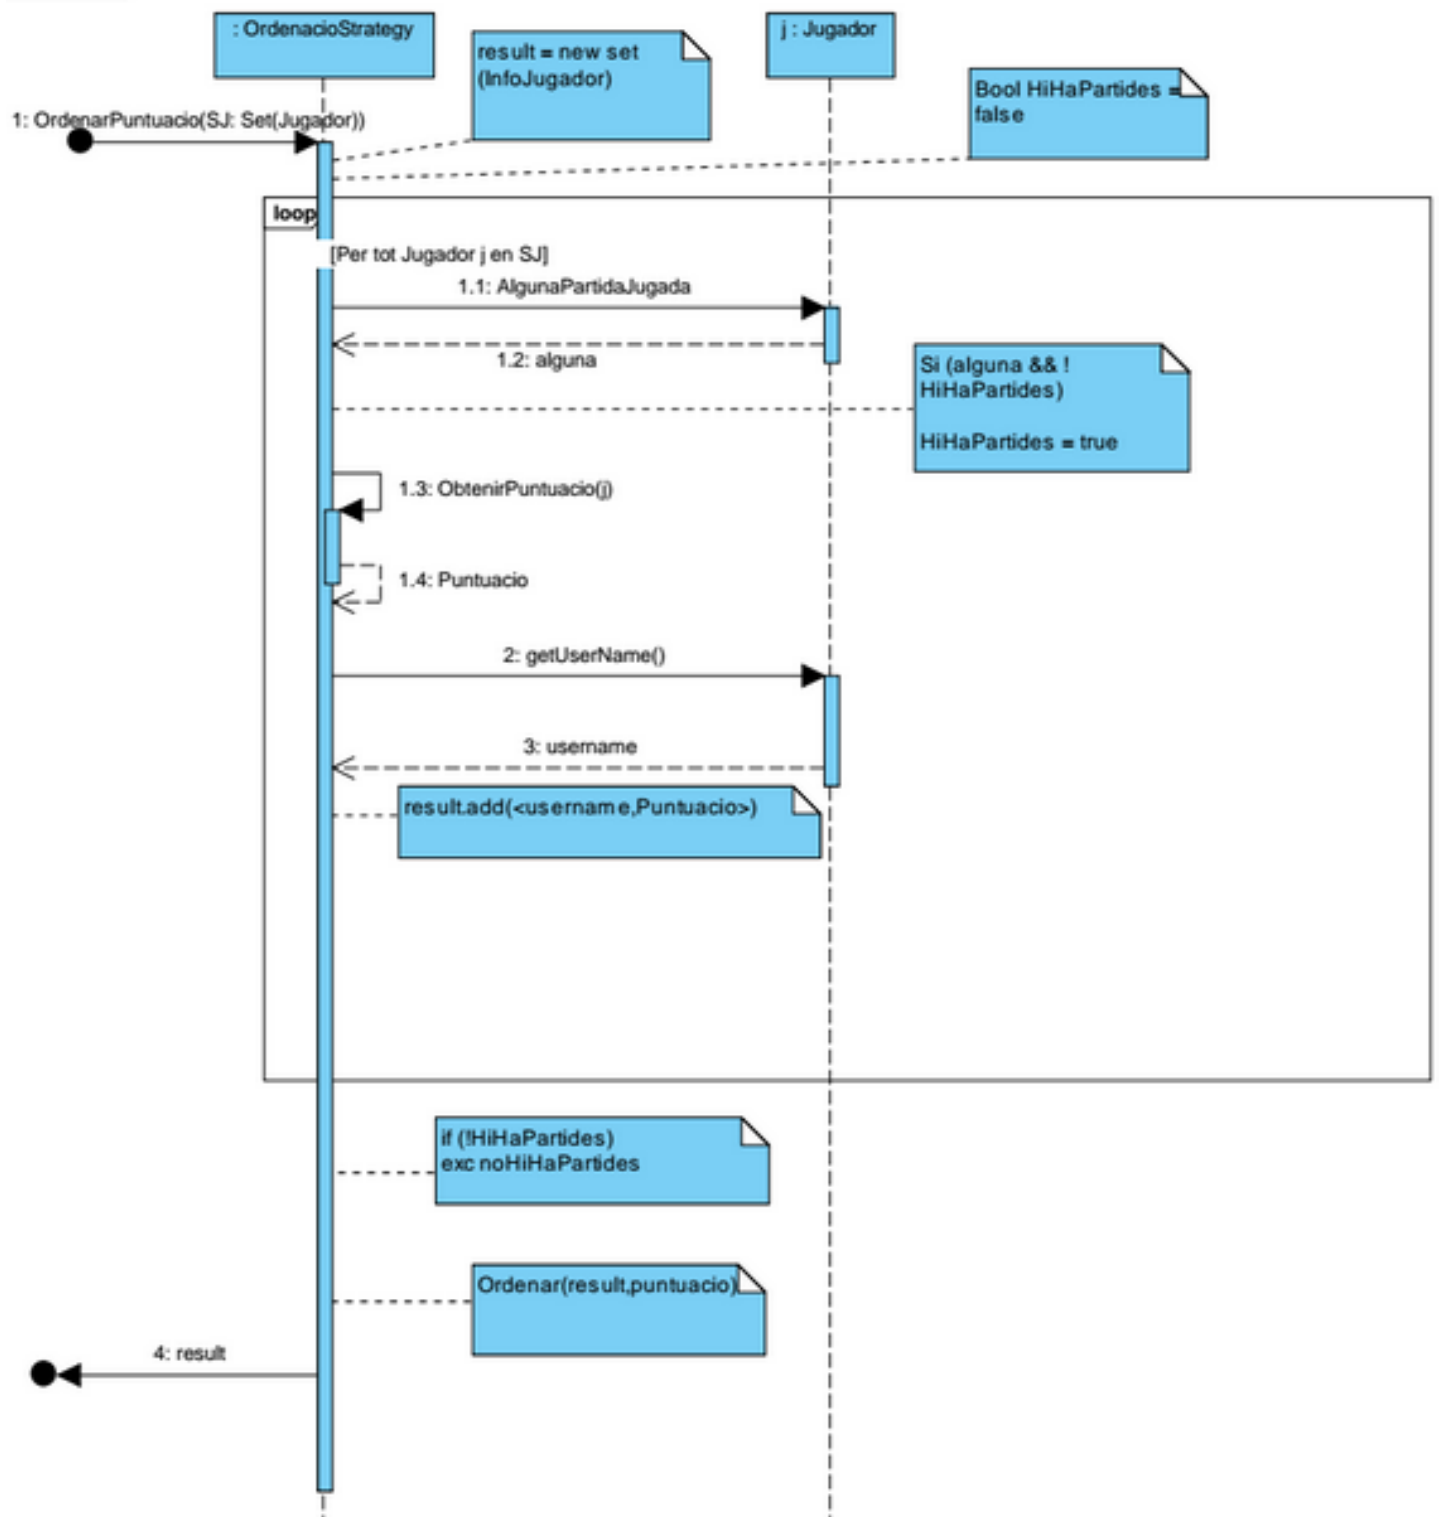 : OrdenacioStrategy
result = new set
(InfoJugador)
j : Jugador
Bool HiHaPartides =
false
1: OrdenarPuntuacio(SJ: Set(Jugador))
loop
[Per tot Jugador j en SJ]
1.1: AlgunaPartidaJugada
1.2: alguna
Si (alguna && !
HiHaPartides)
HiHaPartides = true
1.3: ObtenirPuntuacio(j)
1.4: Puntuacio
2: getUserName()
3: username
result.add(<username,Puntuacio>)
if (!HiHaPartides)
exc noHiHaPartides
Ordenar(result,puntuacio)
4: result